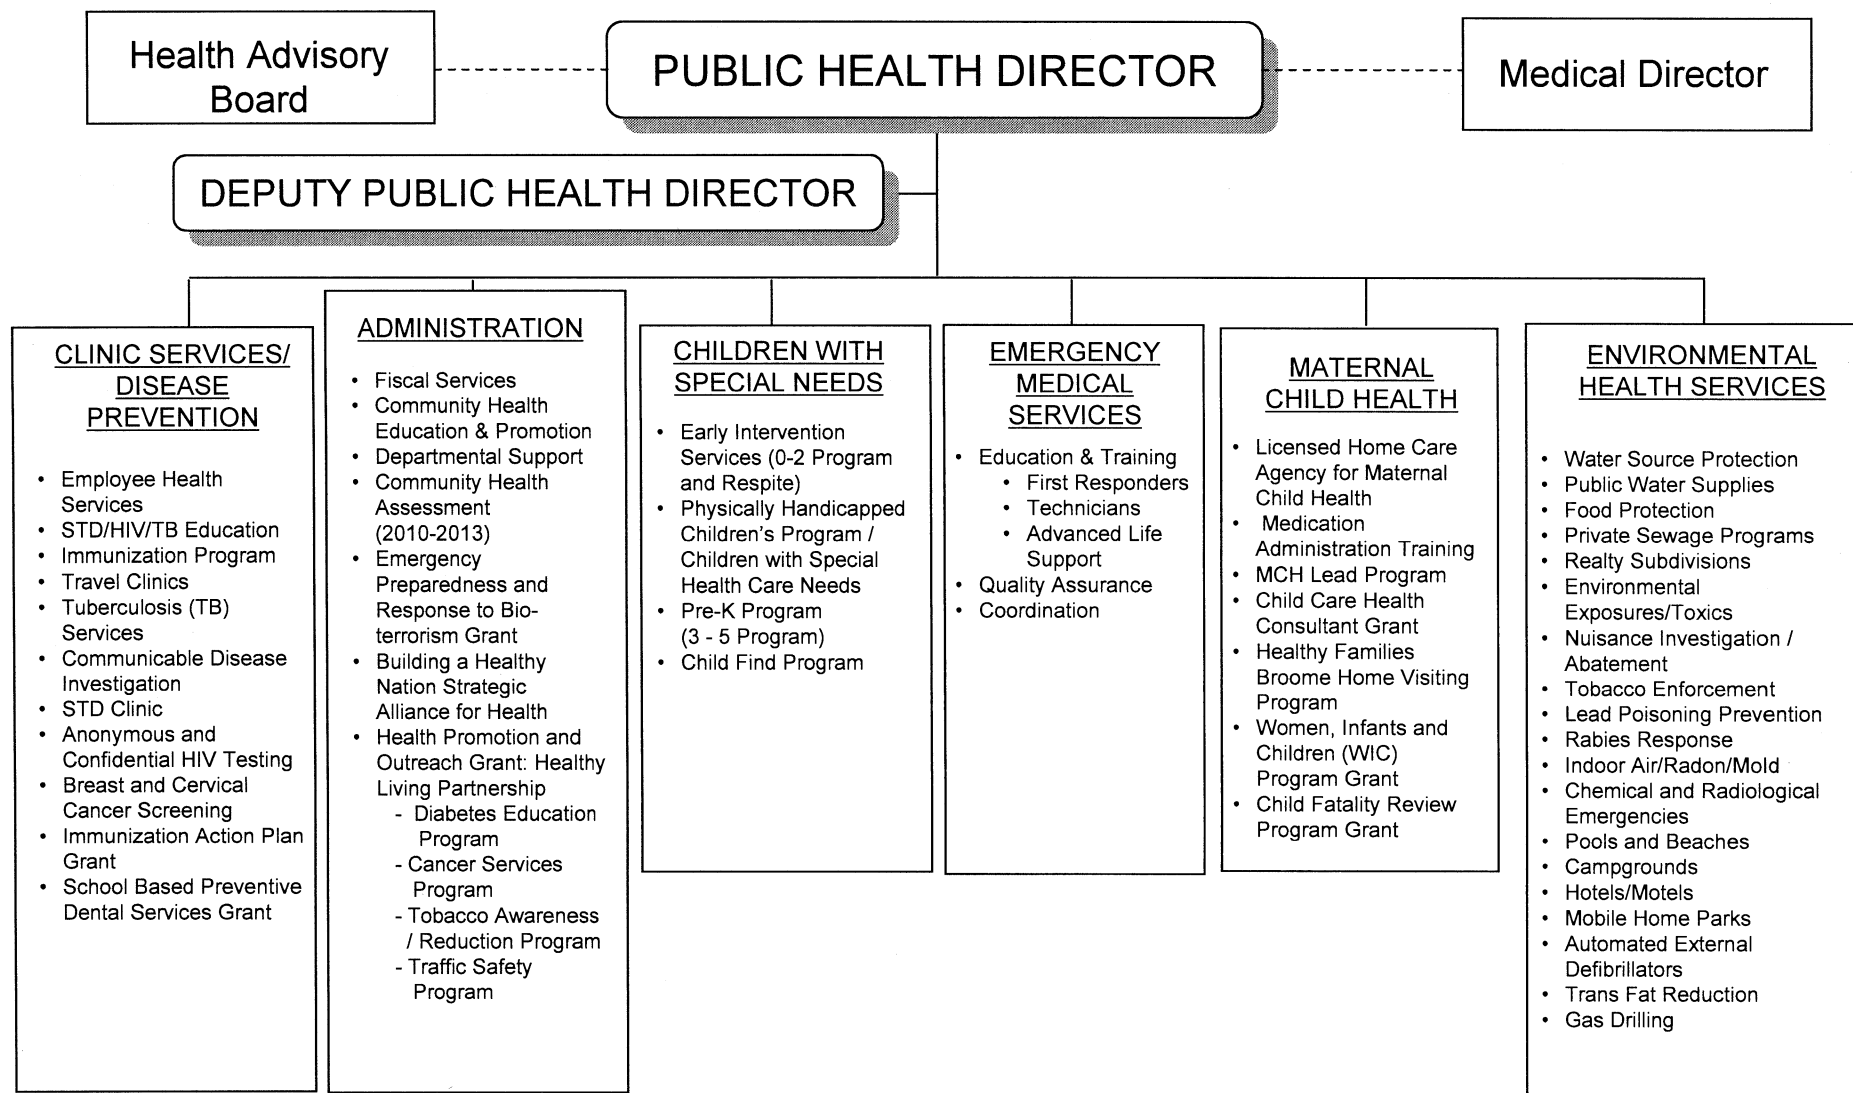 Health Advisory
Board
PUBLIC HEALTH DIRECTOR
Medical Director
DEPUTY PUBLIC HEALTH DIRECTOR
CLINIC SERVICES/
DISEASE
PREVENTION
• Employee Health
Services
• STD/HIV/TB Education
• Immunization Program
• Travel Clinics
• Tuberculosis (TB)
Services
• Communicable Disease
Investigation
• STD Clinic
• Anonymous and
Confidential HIV Testing
• Breast and Cervical
Cancer Screening
• Immunization Action Plan
Grant
• School Based Preventive
Dental Services Grant
ADMINISTRATION
• Fiscal Services
• Community Health
Education & Promotion
• Departmental Support
• Community Health
Assessment
(2010-2013)
• Emergency
Preparedness and
Response to Bio-
terrorism Grant
• Building a Healthy
Nation Strategic
Alliance for Health
• Health Promotion and
Outreach Grant: Healthy
Living Partnership
- Diabetes Education
Program
- Cancer Services
Program
- Tobacco Awareness
/ Reduction Program
- Traffic Safety
Program
CHILDREN WITH
SPECIAL NEEDS
• Early Intervention
Services (0-2 Program
and Respite)
• Physically Handicapped
Children's Program /
Children with Special
Health Care Needs
• Pre-K Program
(3 - 5 Program)
• Child Find Program
EMERGENCY
MEDICAL
SERVICES
• Education & Training
• First Responders
• Technicians
• Advanced Life
Support
• Quality Assurance
• Coordination
MATERNAL
CHILD HEALTH
• Licensed Home Care
Agency for Maternal
Child Health
• Medication
Administration Training
• MCH Lead Program
• Child Care Health
Consultant Grant
• Healthy Families
Broome Home Visiting
Program
• Women, Infants and
Children (WIC)
Program Grant
• Child Fatality Review
Program Grant
ENVIRONMENTAL
HEALTH SERVICES
• Water Source Protection
• Public Water Supplies
• Food Protection
• Private Sewage Programs
• Realty Subdivisions
• Environmental
Exposures/Toxics
• Nuisance Investigation /
Abatement
• Tobacco Enforcement
• Lead Poisoning Prevention
• Rabies Response
• Indoor Air/Radon/Mold
• Chemical and Radiological
Emergencies
• Pools and Beaches
• Campgrounds
• Hotels/Motels
• Mobile Home Parks
• Automated External
Defibrillators
• Trans Fat Reduction
• Gas Drilling